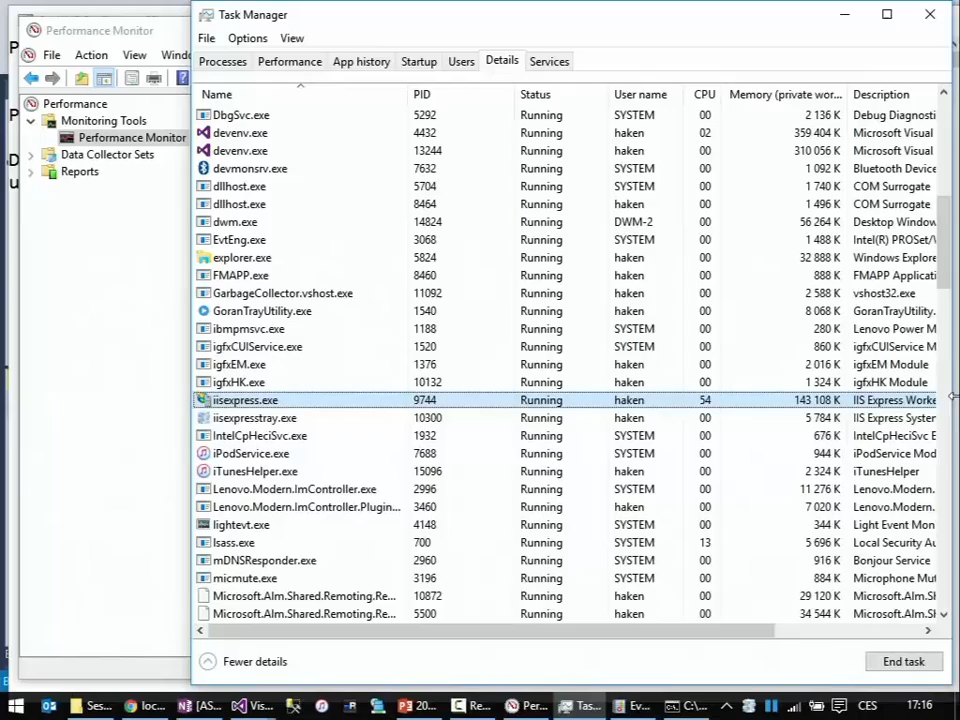 Task Manager
File Options View
Processes Performance App history Startup Users Details Services
Name PID Status User name CPU Memory (private wor... Description
DbgSvc.exe 5292 Running SYSTEM 00 2 136 K Debug Diagnosti
devenv.exe 4432 Running haken 02 359 404 K Microsoft Visual
devenv.exe 13244 Running haken 00 310 056 K Microsoft Visual
devmonsrv.exe 7632 Running SYSTEM 00 1 092 K Bluetooth Device
dllhost.exe 5704 Running SYSTEM 00 1 740 K COM Surrogate
dllhost.exe 8464 Running haken 00 1 496 K COM Surrogate
dwm.exe 14824 Running DWM-2 00 56 264 K Desktop Window
EvtEng.exe 3068 Running SYSTEM 00 1 488 K Intel(R) PROSet/
explorer.exe 5824 Running haken 00 32 888 K Windows Explore
FMAPP.exe 8460 Running haken 00 888 K FMAPP Applicati
GarbageCollector.vshost.exe 11092 Running haken 00 2 588 K vshost32.exe
GoranTrayUtility.exe 1540 Running haken 00 8 068 K GoranTrayUtility.
ibmpmsvc.exe 1188 Running SYSTEM 00 280 K Lenovo Power M
igfxCUIService.exe 1520 Running SYSTEM 00 860 K igfxCUIService M
igfxEM.exe 1376 Running haken 00 2 016 K igfxEM Module
igfxHK.exe 10132 Running haken 00 1 324 K igfxHK Module
iisexpress.exe 9744 Running haken 54 143 108 K IIS Express Worke
iisexpresstray.exe 10300 Running haken 00 5 784 K IIS Express System
IntelCpHeciSvc.exe 1932 Running SYSTEM 00 676 K IntelCpHeciSvc E
iPodService.exe 7688 Running SYSTEM 00 944 K iPodService Mod
iTunesHelper.exe 15096 Running haken 00 2 324 K iTunesHelper
Lenovo.Modern.ImController.exe 2996 Running SYSTEM 00 11 276 K Lenovo.Modern.
Lenovo.Modern.ImController.Plugin... 3460 Running haken 00 7 020 K Lenovo.Modern.
lightevt.exe 4148 Running SYSTEM 00 344 K Light Event Mon
lsass.exe 700 Running SYSTEM 13 5 696 K Local Security Au
mDNSResponder.exe 2960 Running SYSTEM 00 916 K Bonjour Service
micmute.exe 3196 Running SYSTEM 00 884 K Microphone Mut
Microsoft.Alm.Shared.Remoting.Re... 10872 Running haken 00 29 120 K Microsoft.Alm.Sh
Microsoft.Alm.Shared.Remoting.Re... 5500 Running haken 00 34 544 K Microsoft.Alm.Sh
Fewer details End task
Performance Monitor
File Action View Windo
Performance
Monitoring Tools
Performance Monitor
Data Collector Sets
Reports
Ses... loc... [AS... Vis... 20... Re... Per... Tas... Ev... C:\... CES 17:16